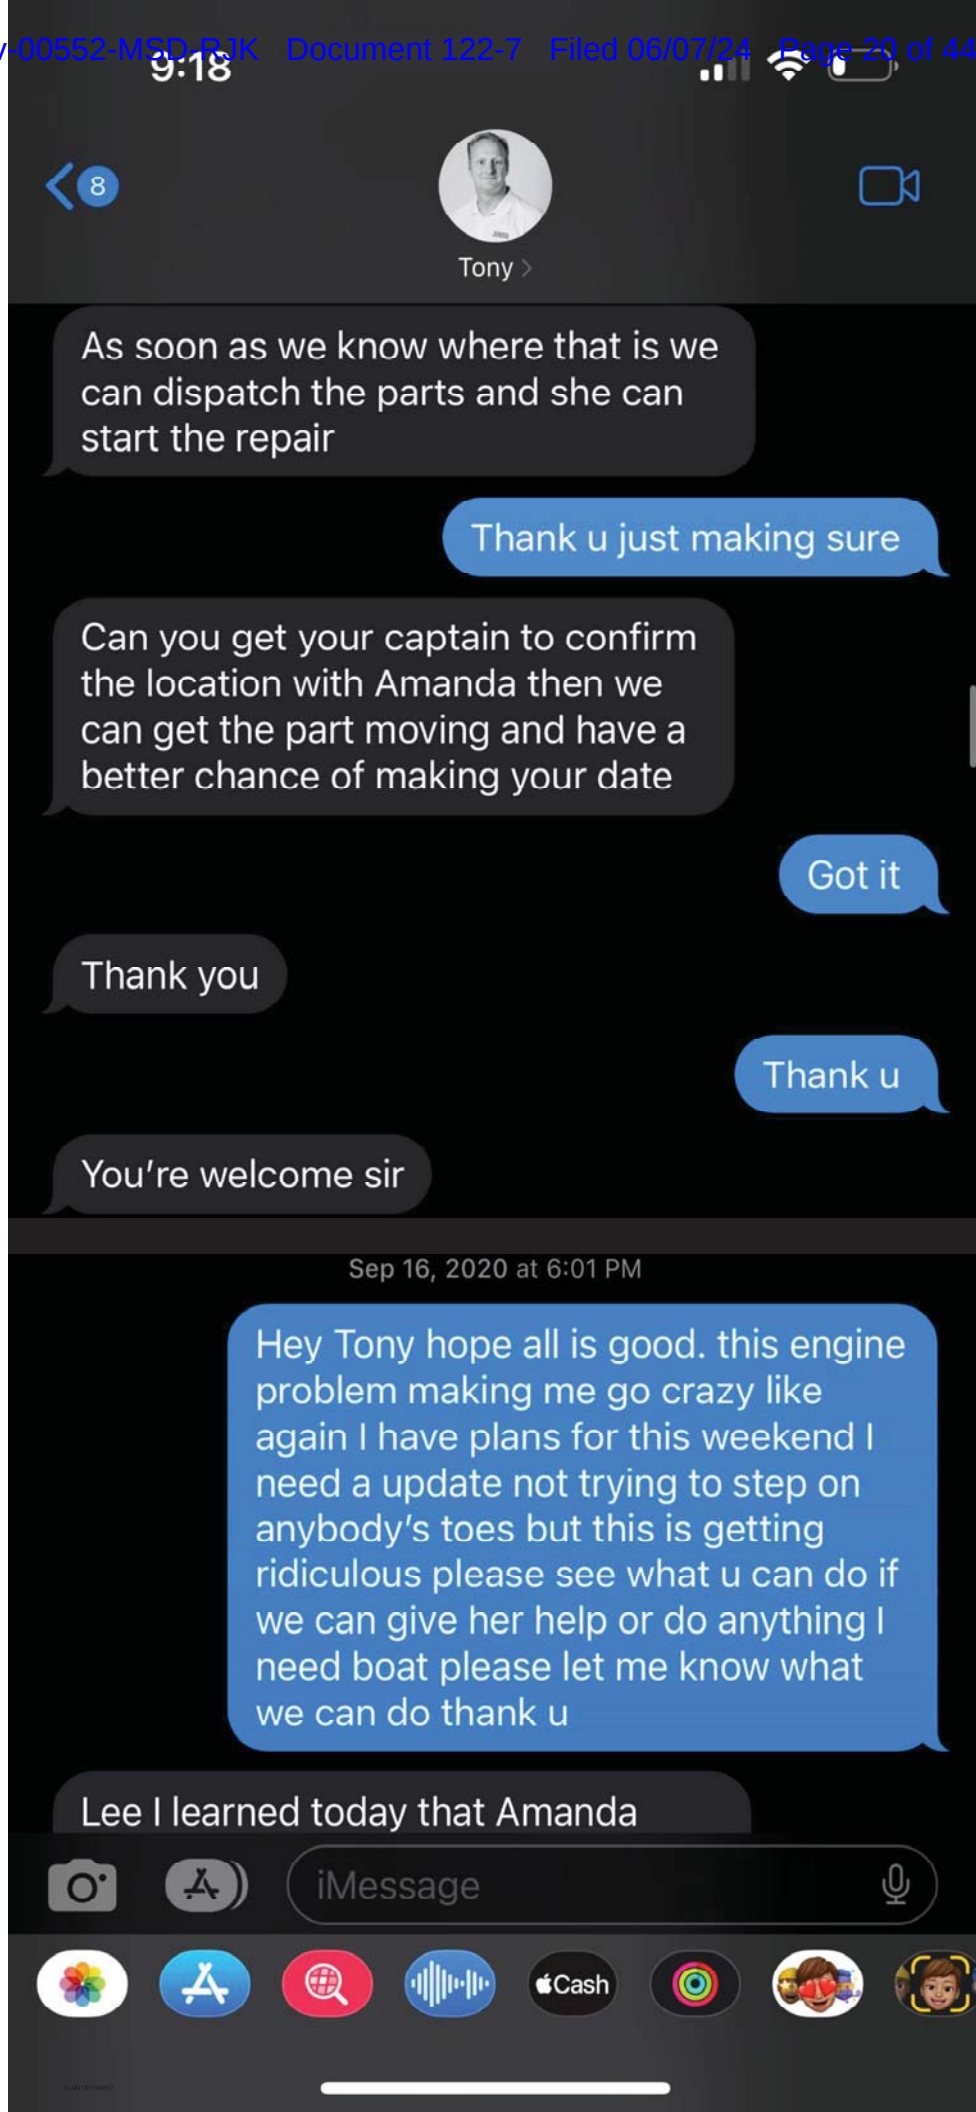 v-00552-MSD-RJK Document 122-7 Filed 06/07/24 Page 20 of 44
9:18
8
Tony
As soon as we know where that is we
can dispatch the parts and she can
start the repair
Thank u just making sure
Can you get your captain to confirm
the location with Amanda then we
can get the part moving and have a
better chance of making your date
Got it
Thank you
Thank u
You're welcome sir
Sep 16, 2020 at 6:01 PM
Hey Tony hope all is good. this engine
problem making me go crazy like
again I have plans for this weekend I
need a update not trying to step on
anybody's toes but this is getting
ridiculous please see what u can do if
we can give her help or do anything I
need boat please let me know what
we can do thank u
Lee I learned today that Amanda
iMessage
Cash